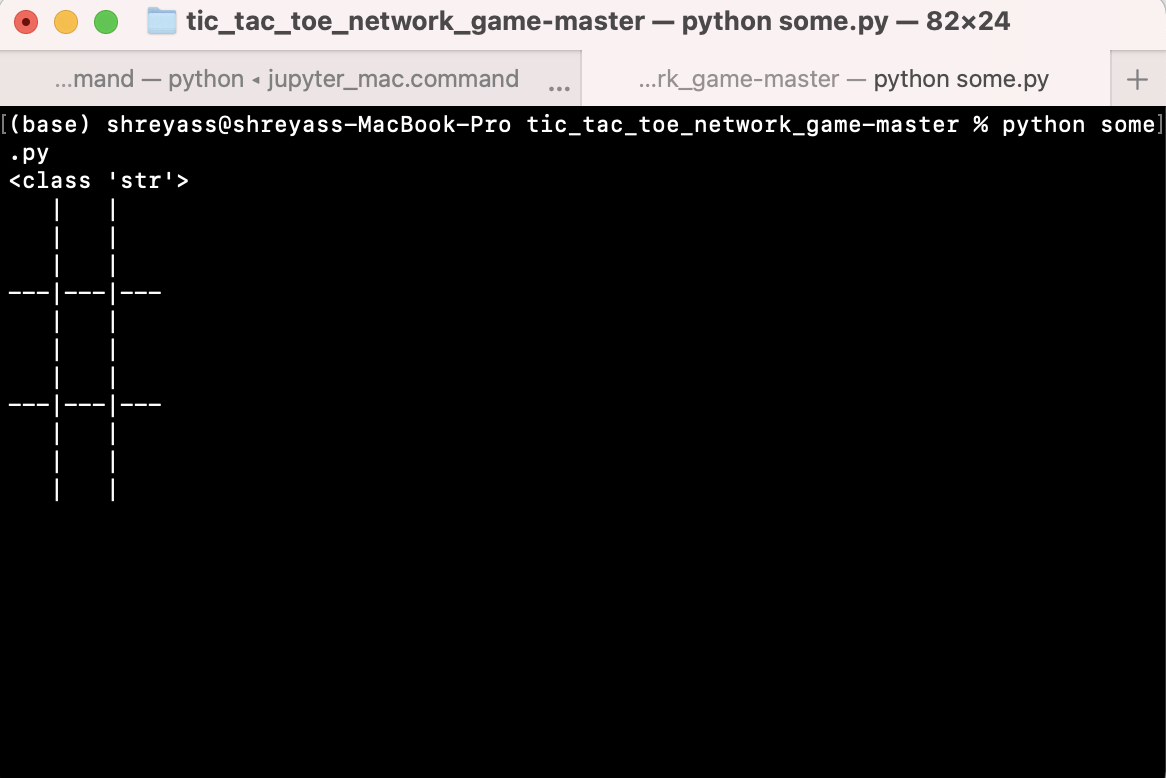 tic_tac_toe_network_game-master — python some.py — 82×24
...mand — python ◂ jupyter_mac.command ...
...rk_game-master — python some.py +
[(base) shreyass@shreyass-MacBook-Pro tic_tac_toe_network_game-master % python some]
.py
<class 'str'>
   |   |
   |   |
   |   |
---|---|---
   |   |
   |   |
   |   |
---|---|---
   |   |
   |   |
   |   |